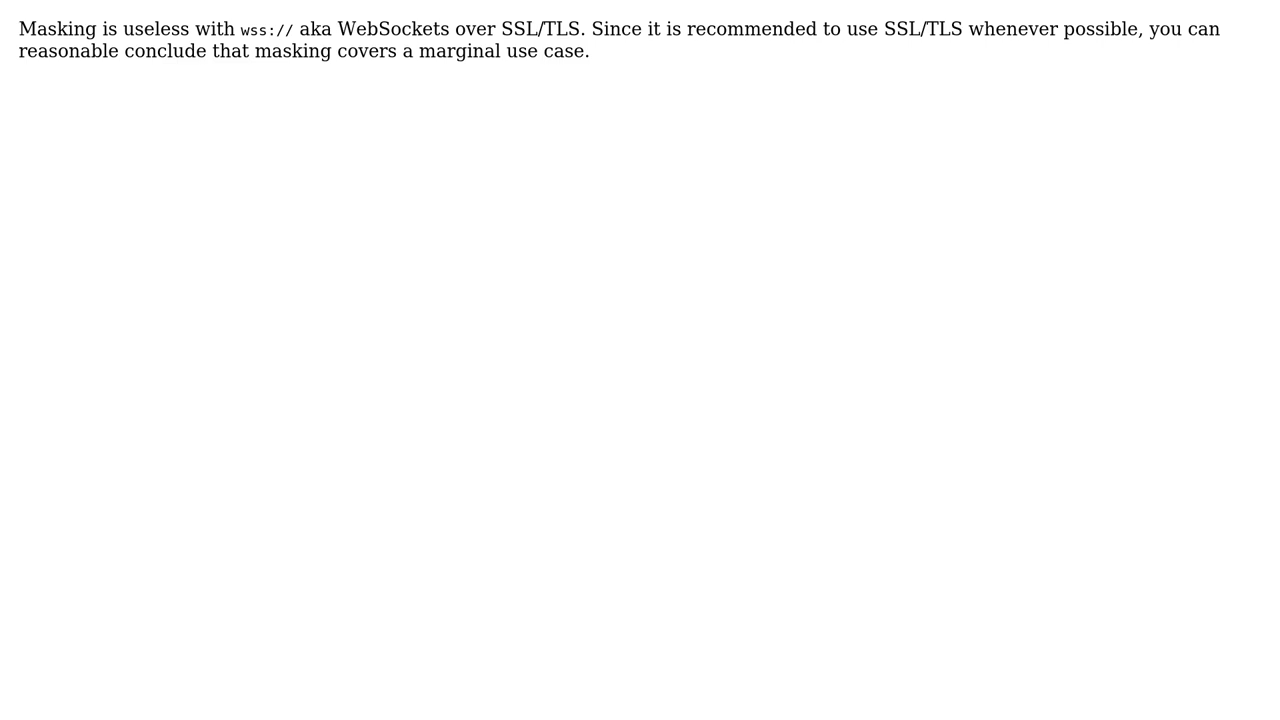 Masking is useless with wss:// aka WebSockets over SSL/TLS. Since it is recommended to use SSL/TLS whenever possible, you can
reasonable conclude that masking covers a marginal use case.